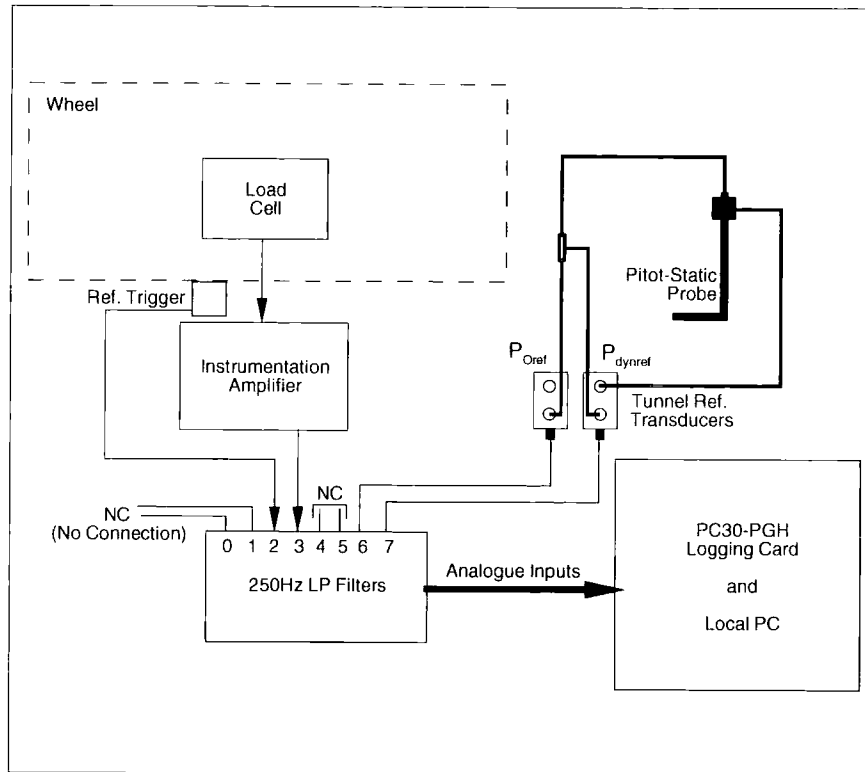 Wheel
Load
Cell
Ref. Trigger
Instrumentation
Amplifier
Pitot-Static
Probe
P0ref
Pdynref
Tunnel Ref.
Transducers
NC
NC
(No Connection)
0 1 2 3 4 5 6 7
250Hz LP Filters
Analogue Inputs
PC30-PGH
Logging Card
and
Local PC